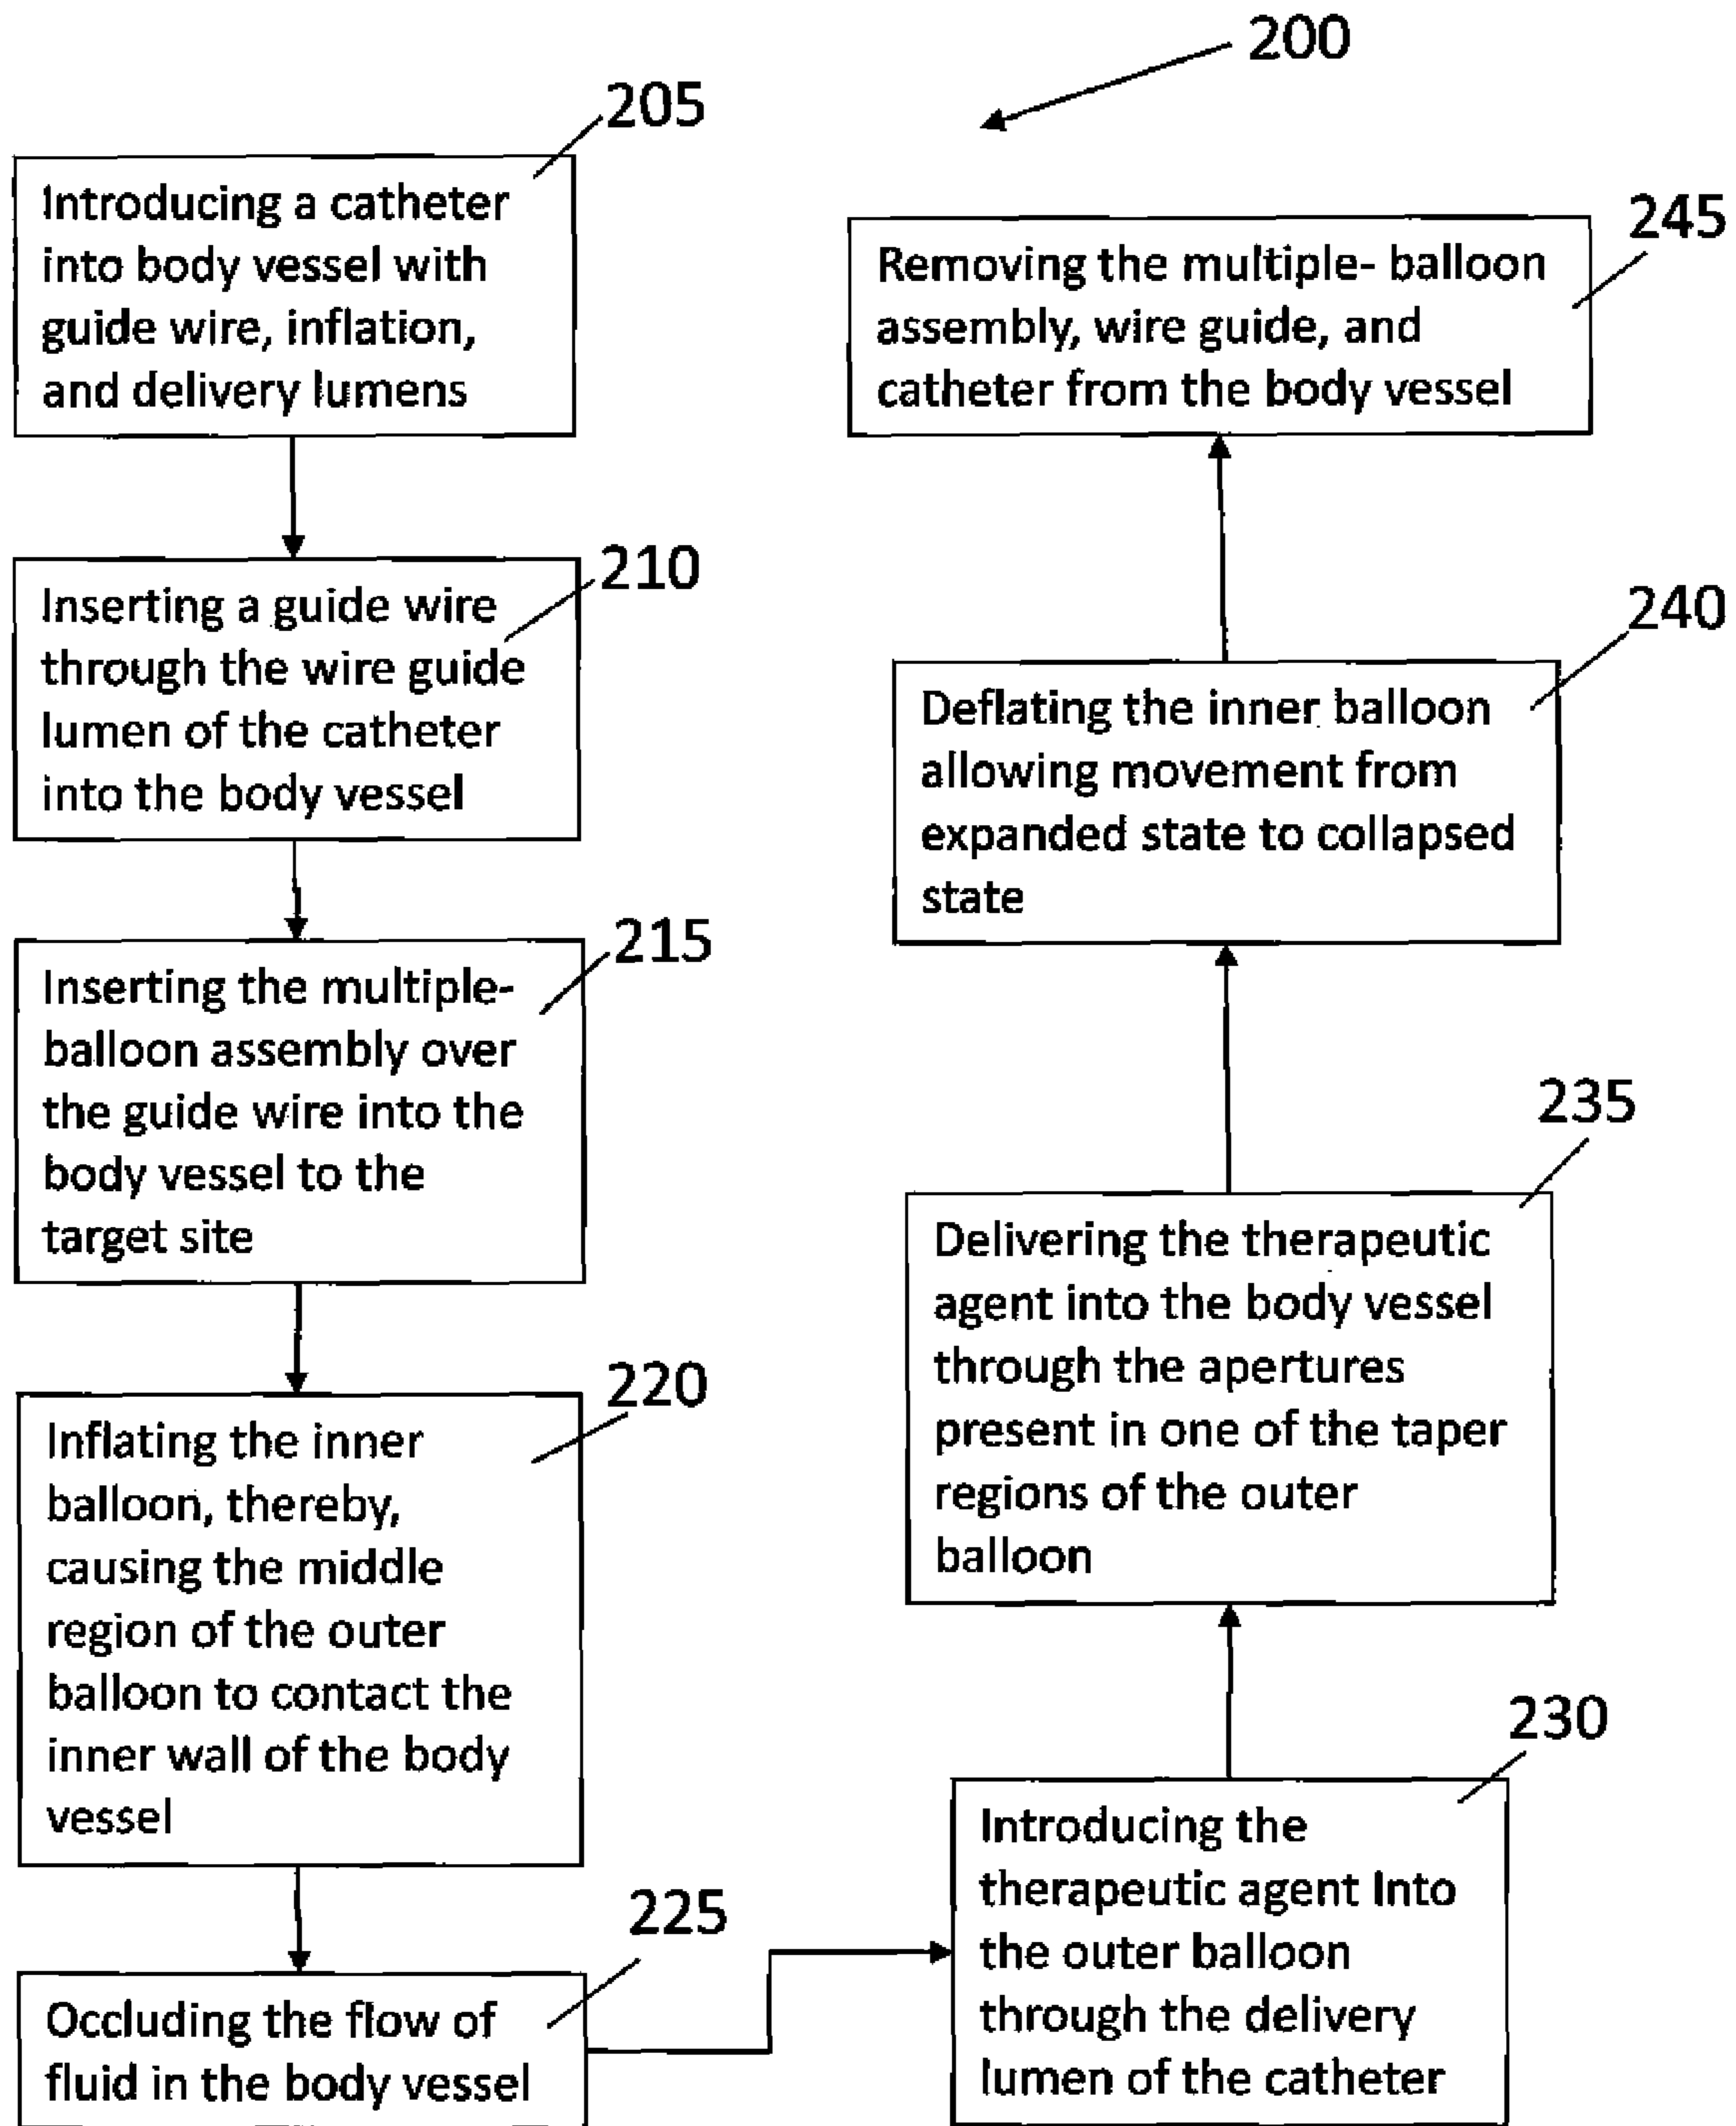 200
205
Introducing a catheter
into body vessel with
guide wire, inflation,
and delivery lumens
210
Inserting a guide wire
through the wire guide
lumen of the catheter
into the body vessel
215
Inserting the multiple-
balloon assembly over
the guide wire into the
body vessel to the
target site
220
Inflating the inner
balloon, thereby,
causing the middle
region of the outer
balloon to contact the
inner wall of the body
vessel
225
Occluding the flow of
fluid in the body vessel
230
Introducing the
therapeutic agent Into
the outer balloon
through the delivery
lumen of the catheter
235
Delivering the therapeutic
agent into the body vessel
through the apertures
present in one of the taper
regions of the outer
balloon
240
Deflating the inner balloon
allowing movement from
expanded state to collapsed
state
245
Removing the multiple- balloon
assembly, wire guide, and
catheter from the body vessel